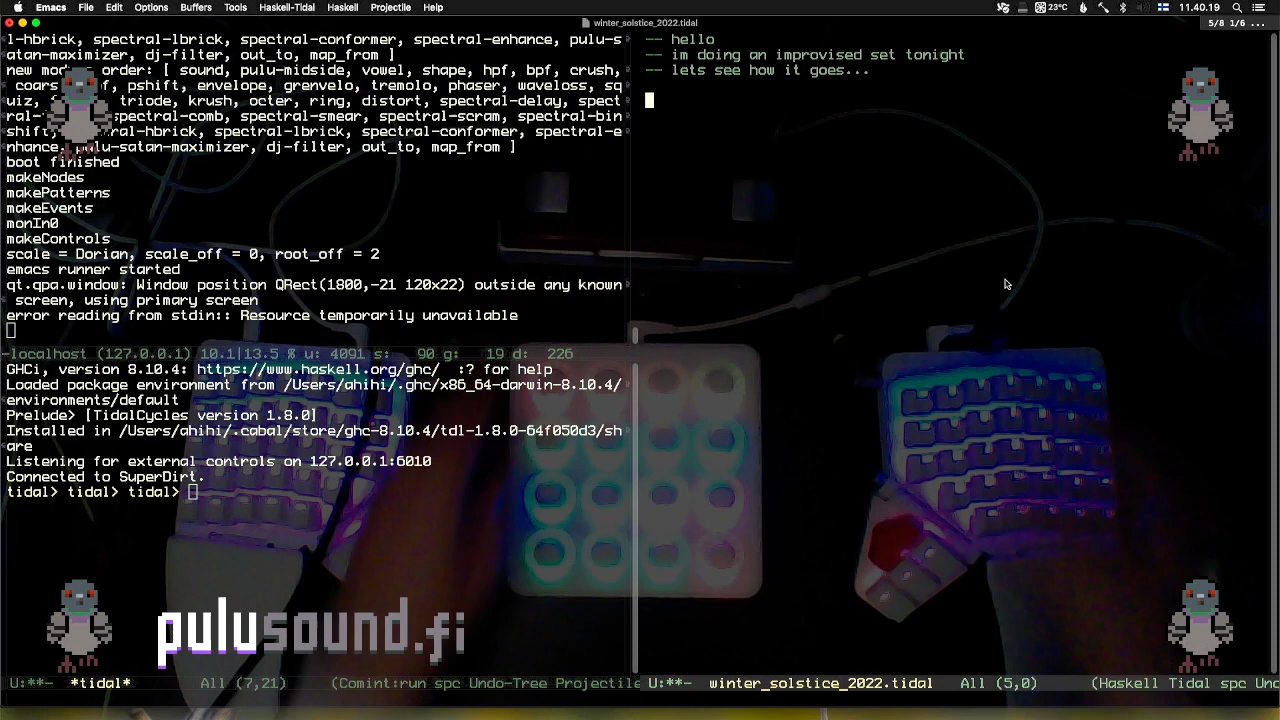 Emacs File Edit Options Buffers Tools Haskell-Tidal Haskell Projectile Help 23°C 11.40.19
winter_solstice_2022.tidal
5/8 1/6 ...
l-hbrick, spectral-lbrick, spectral-conformer, spectral-enhance, pulu-s
atan-maximizer, dj-filter, out_to, map_from ]
order: [ sound, pulu-midside, vowel, shape, hpf, bpf, crush,
coars f, pshift, envelope, grenvelo, tremolo, phaser, waveloss, sq
uiz, triode, krush, octer, ring, distort, spectral-delay, spect
ral- spectral-comb, spectral-smear, spectral-scram, spectral-bin
shift, ral-hbrick, spectral-lbrick, spectral-conformer, spectral-e
nhance, pulu-satan-maximizer, dj-filter, out_to, map_from ]
boot finished
makeNodes
makePatterns
makeEvents
monIn0
makeControls
scale = Dorian, scale_off = 0, root_off = 2
emacs runner started
qt.qpa.window: Window position QRect(1800,-21 120x22) outside any known
screen, using primary screen
error reading from stdin:: Resource temporarily unavailable
-localhost (127.0.0.1) 10.1|13.5 % u: 4091 s: 90 g: 19 d: 226
GHCi, version 8.10.4: https://www.haskell.org/ghc/ :? for help
Loaded package environment from /Users/ahihi/.ghc/x86_64-darwin-8.10.4/
environments/default
Prelude> [TidalCycles version 1.8.0]
Installed in /Users/ahihi/.cabal/store/ghc-8.10.4/tdl-1.8.0-64f050d3/sh
are
Listening for external controls on 127.0.0.1:6010
Connected to SuperDirt.
tidal> tidal> tidal>
pulusound.fi
U:**- *tidal* All (7,21) (Comint:run spc Undo-Tree Projectile
-- hello
-- im doing an improvised set tonight
-- lets see how it goes...
U:**- winter_solstice_2022.tidal All (5,0) (Haskell Tidal spc Und